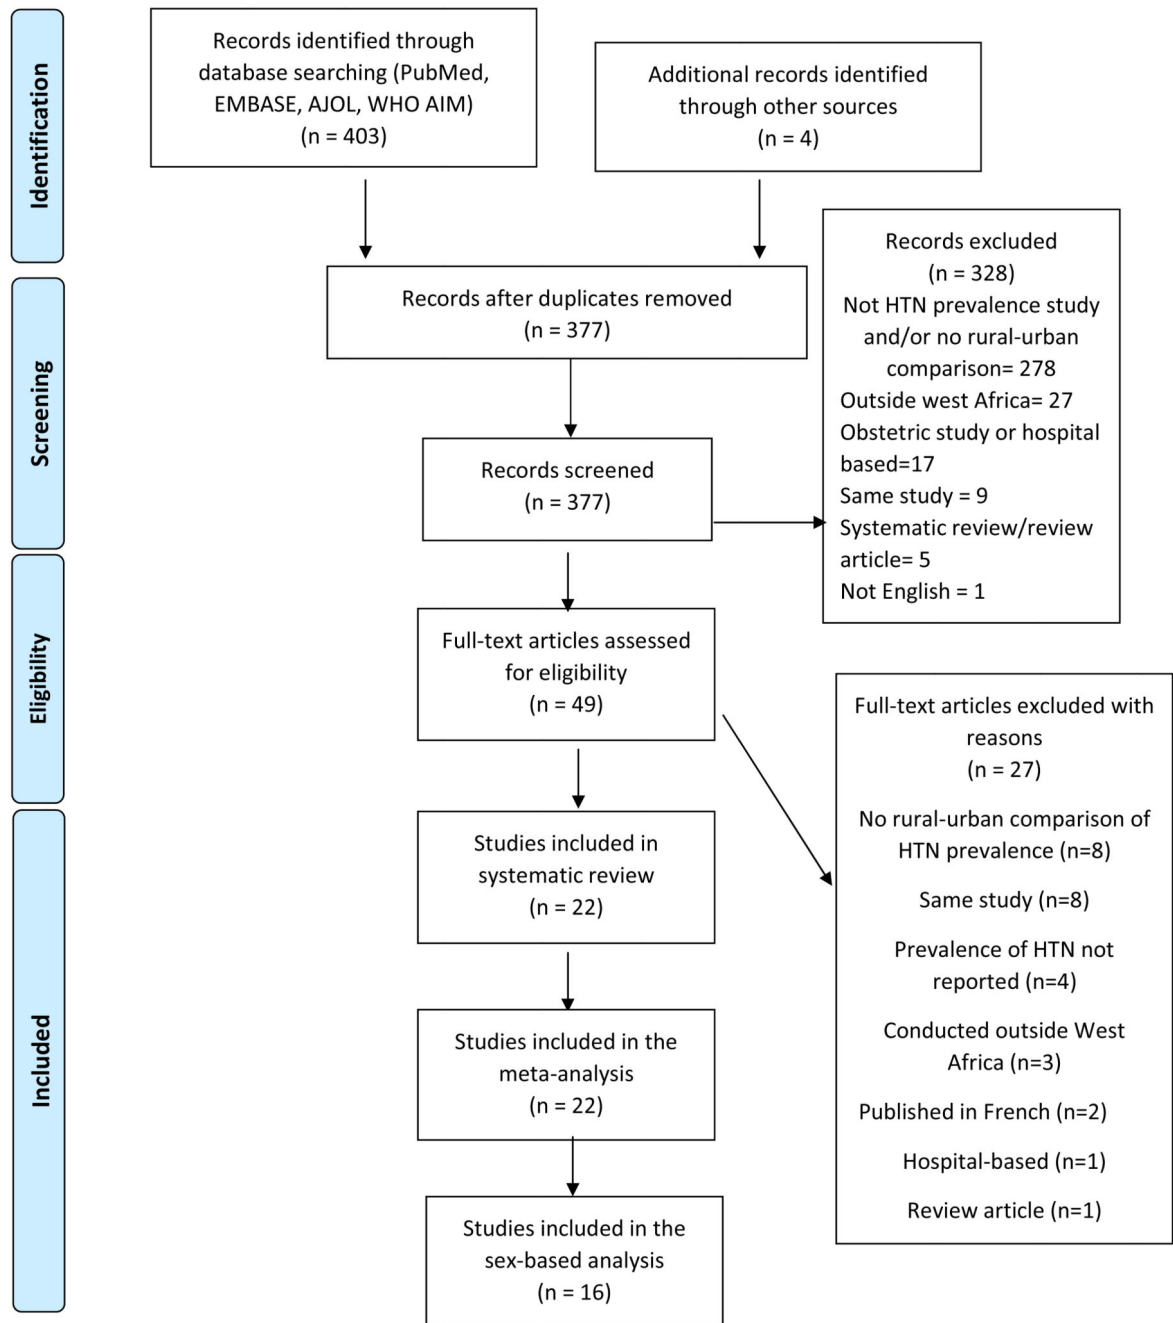 Identification
Records identified through
database searching (PubMed,
EMBASE, AJOL, WHO AIM)
(n = 403)
Additional records identified
through other sources
(n = 4)
Screening
Records after duplicates removed
(n = 377)
Records screened
(n = 377)
Records excluded
(n = 328)
Not HTN prevalence study
and/or no rural-urban
comparison= 278
Outside west Africa= 27
Obstetric study or hospital
based=17
Same study = 9
Systematic review/review
article= 5
Not English = 1
Eligibility
Full-text articles assessed
for eligibility
(n = 49)
Full-text articles excluded with
reasons
(n = 27)
No rural-urban comparison of
HTN prevalence (n=8)
Same study (n=8)
Prevalence of HTN not
reported (n=4)
Conducted outside West
Africa (n=3)
Published in French (n=2)
Hospital-based (n=1)
Review article (n=1)
Included
Studies included in
systematic review
(n = 22)
Studies included in the
meta-analysis
(n = 22)
Studies included in the
sex-based analysis
(n = 16)